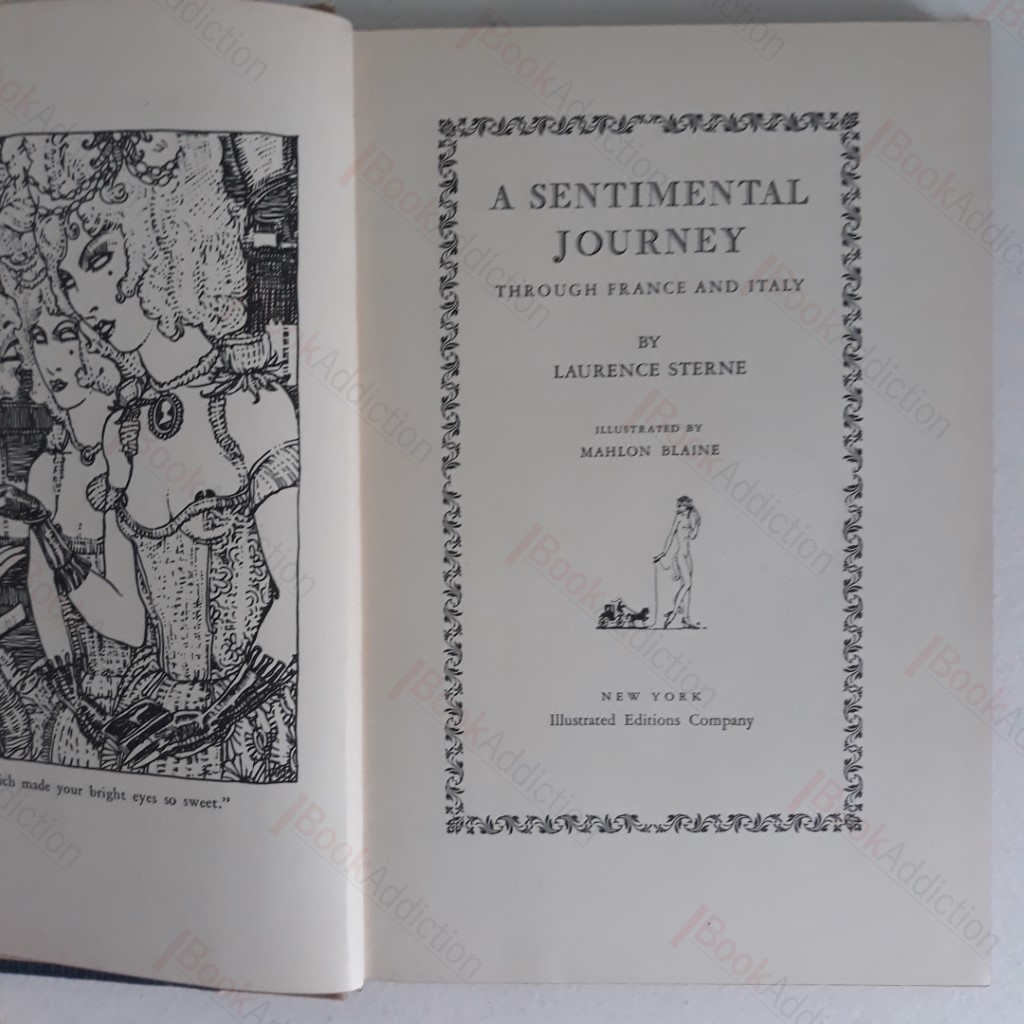 ich made your bright eyes so sweet."
A SENTIMENTAL
JOURNEY
THROUGH FRANCE AND ITALY
BY
LAURENCE STERNE
ILLUSTRATED BY
MAHLON BLAINE
NEW YORK
Illustrated Editions Company
BookAddiction